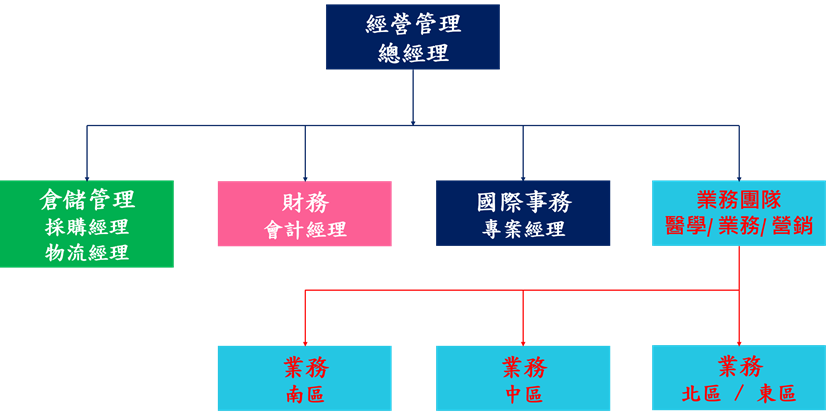 經營管理
總經理
倉儲管理
採購經理
物流經理
財務
會計經理
國際事務
專案經理
業務團隊
醫學/業務/營銷
業務
南區
業務
中區
業務
北區 / 東區